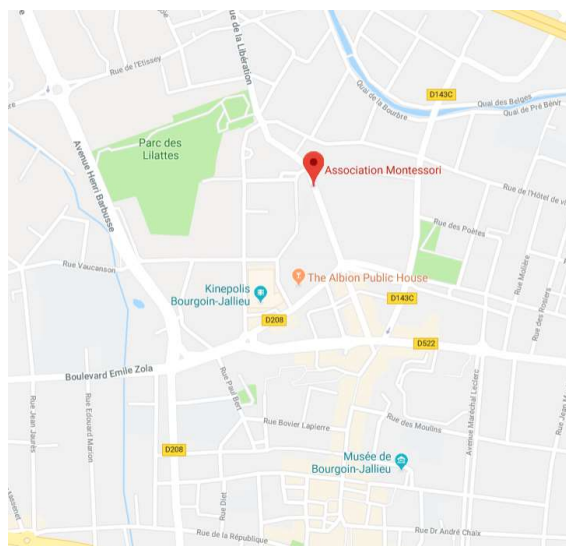 Rue de l'Etissey
ue de la Libération
Quai de la Bourbre
D143C
Quai des Belges
Quai de Pré Bénit
Parc des
Lilattes
Association Montessori
Avenue Henri Barbusse
Rue de l'Hôtel de vi
Rue des Poètes
Rue Vaucanson
The Albion Public House
Rue Molière
Rue des Rosiers
Kinepolis
Bourgoin-Jallieu
D143C
D208
D522
Boulevard Emile Zola
Rue Paul Bert
Rue Jean Jaurès
Rue Edouard Marion
Avenue Maréchal Leclerc
Rue Jean M
Rue Bovier Lapierre
Rue des Moulins
D208
Musée de
Bourgoin-Jallieu
Rue Diet
Rue de la République
Rue Dr André Chaix